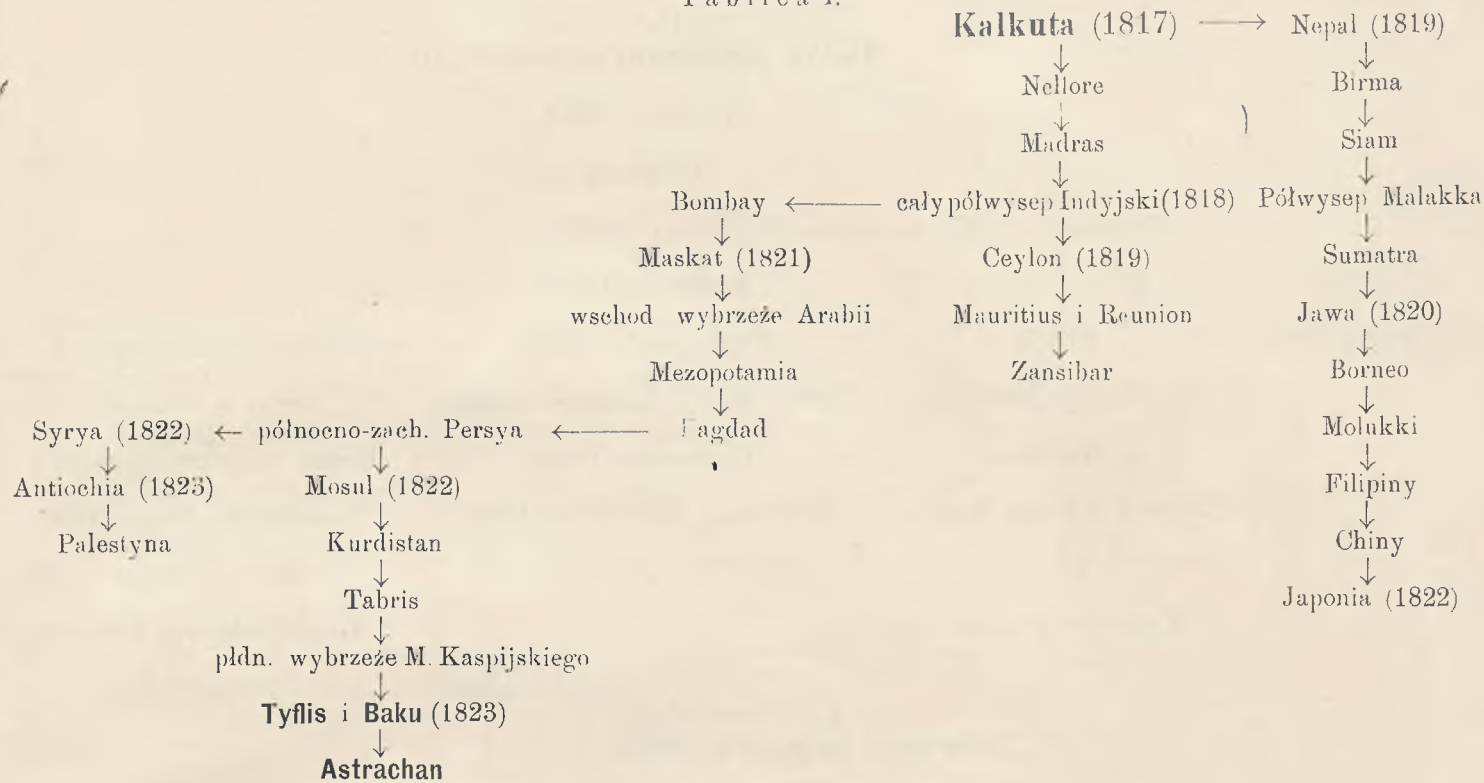 Tablica I.
Kalkuta (1817) → Nepal (1819)
Nellore Birma
Madras Siam
Bombay ← cały półwysep Indyjski (1818) Półwysep Malakka
Maskat (1821) Ceylon (1819) Sumatra
wschod wybrzeże Arabii Mauritius i Reunion Jawa (1820)
Mezopotamia Zansibar Borneo
Molukki
Syrya (1822) ← północno-zach. Persya ← agdad
Antiochia (1823) Mosul (1822) Filipiny
Palestyna Kurdistan Chiny
Tabris Japonia (1822)
płdn. wybrzeże M. Kaspijskiego
Tyflis i Baku (1823)
Astrachan